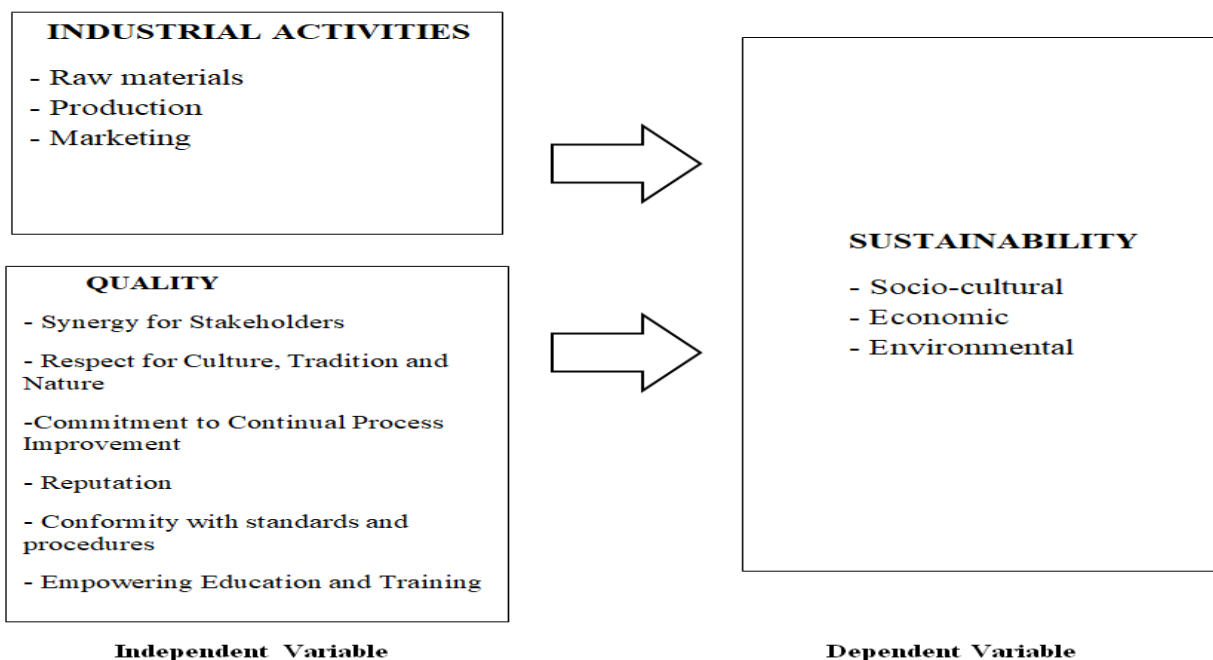 INDUSTRIAL ACTIVITIES
- Raw materials
- Production
- Marketing
QUALITY
- Synergy for Stakeholders
- Respect for Culture, Tradition and
Nature
-Commitment to Continual Process
Improvement
- Reputation
- Conformity with standards and
procedures
- Empowering Education and Training
Independent Variable
SUSTAINABILITY
- Socio-cultural
- Economic
- Environmental
Dependent Variable